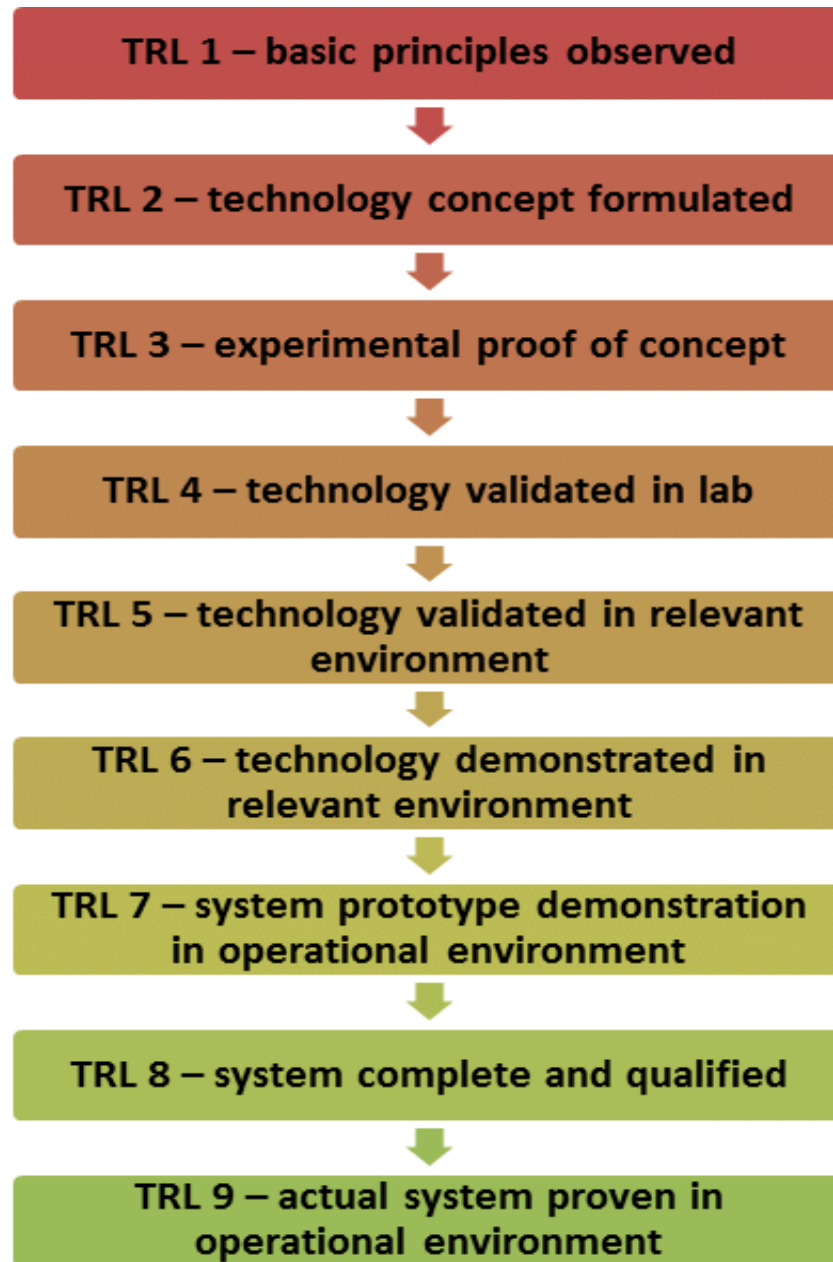 TRL 1 – basic principles observed
TRL 2 – technology concept formulated
TRL 3 – experimental proof of concept
TRL 4 – technology validated in lab
TRL 5 – technology validated in relevant
environment
TRL 6 – technology demonstrated in
relevant environment
TRL 7 – system prototype demonstration
in operational environment
TRL 8 – system complete and qualified
TRL 9 – actual system proven in
operational environment